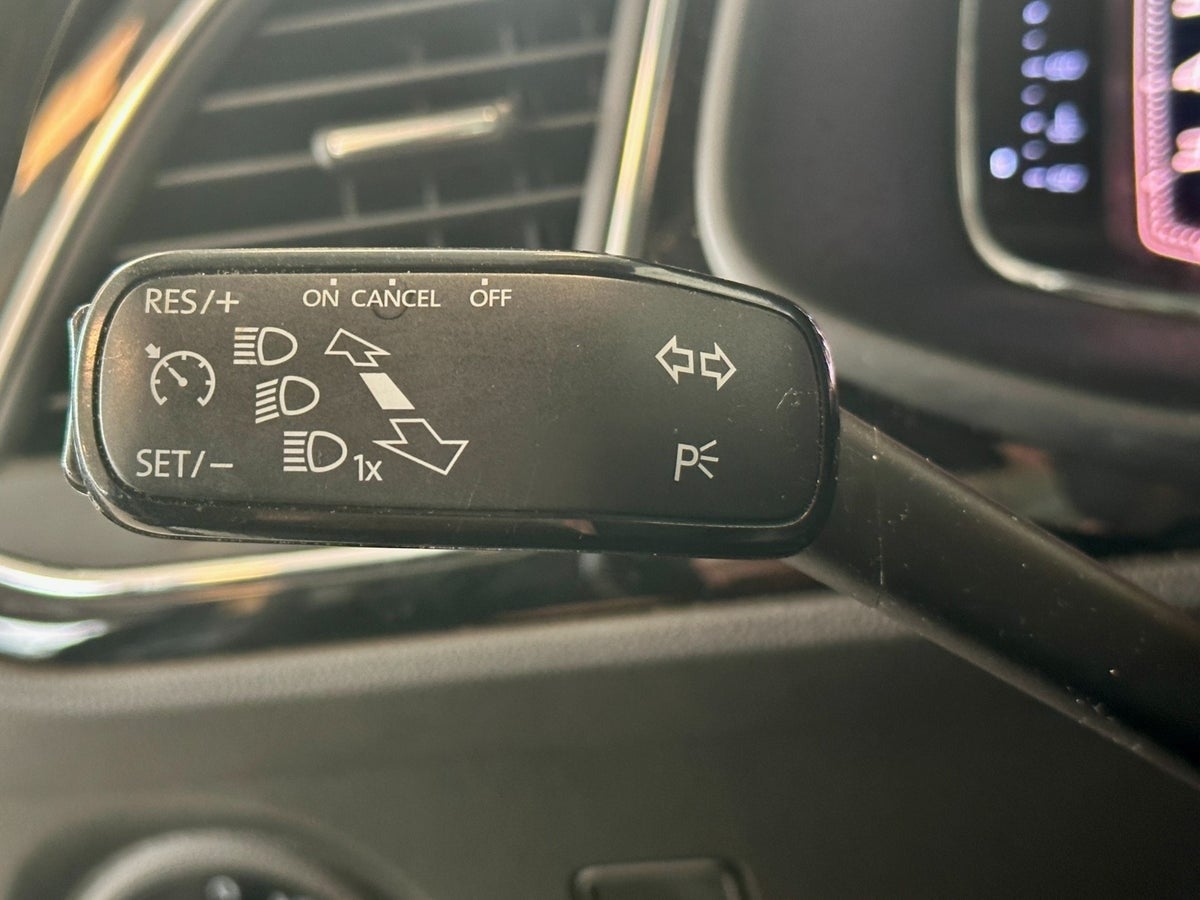 RES/+ ON CANCEL OFF
SET/−
1x
P